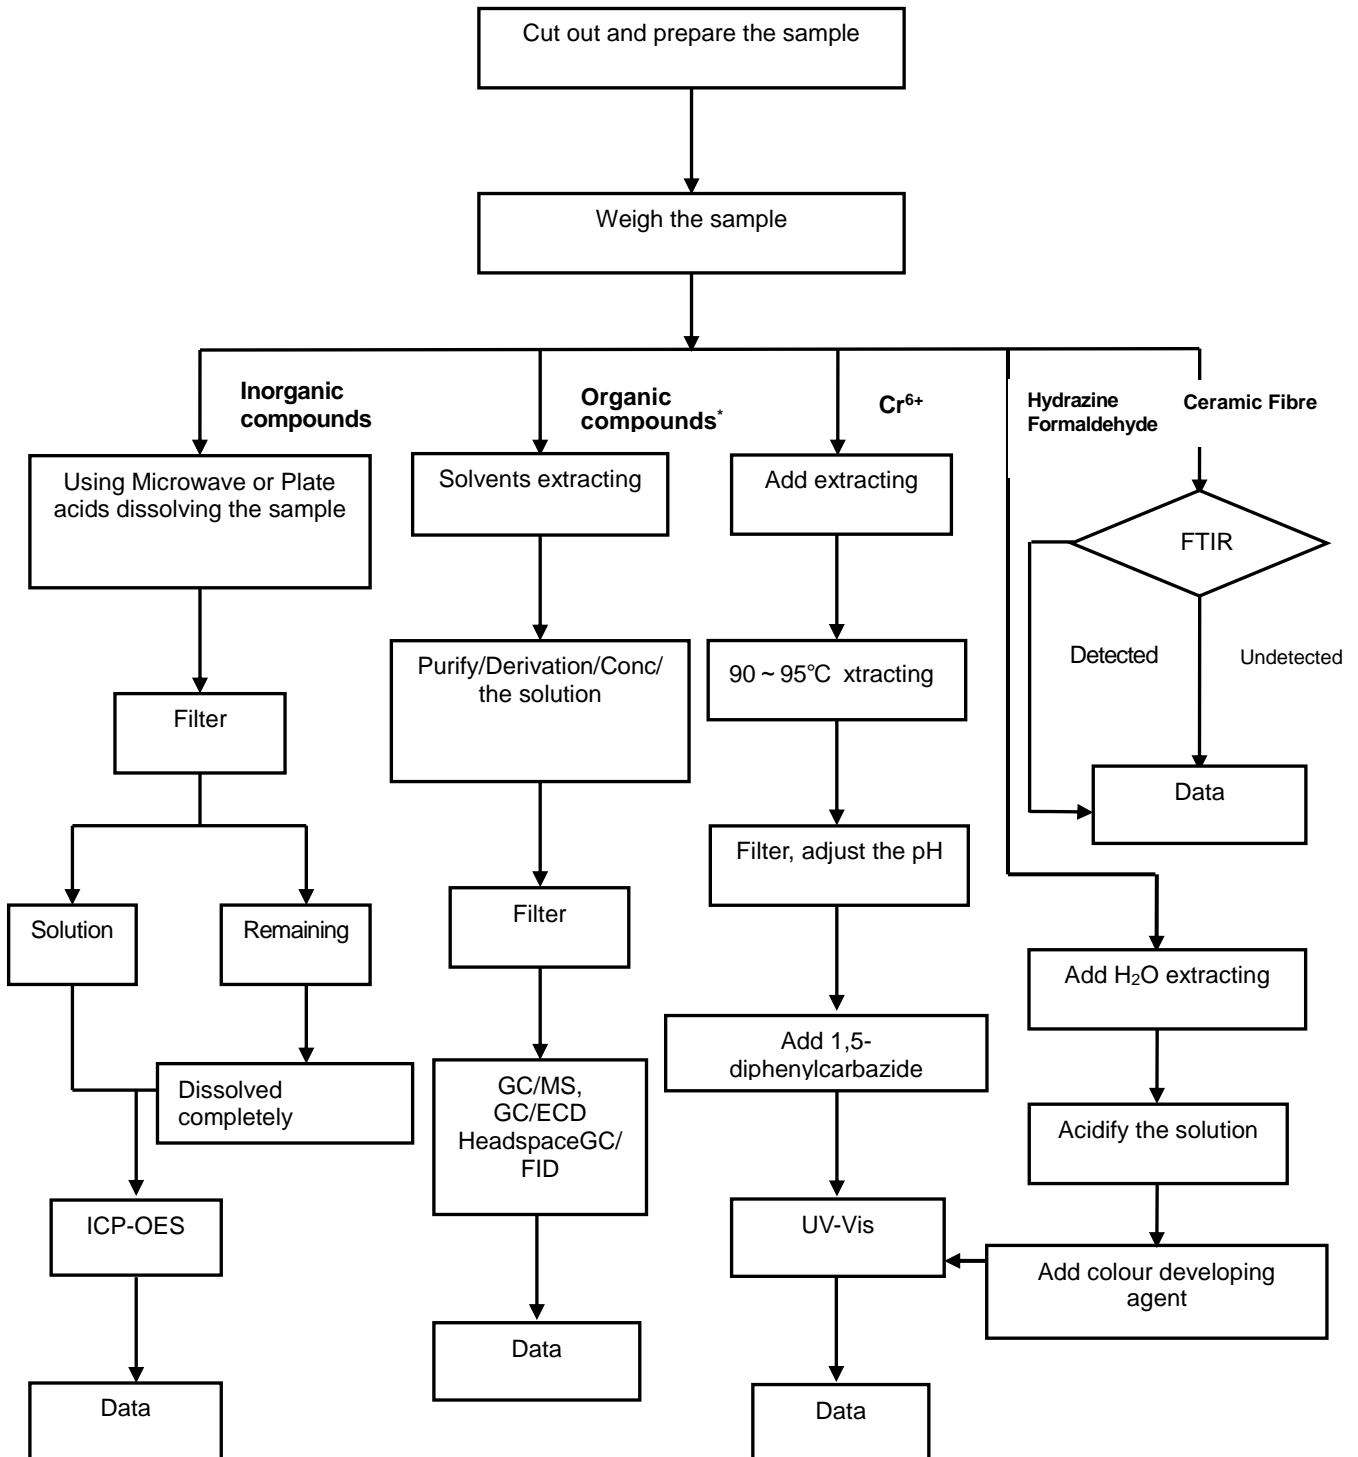 Cut out and prepare the sample
Weigh the sample
Inorganic
compounds
Organic
compounds*
Cr6+
Hydrazine
Formaldehyde
Ceramic Fibre
Using Microwave or Plate
acids dissolving the sample
Solvents extracting
Add extracting
FTIR
Purify/Derivation/Conc/
the solution
90 ~ 95℃ xtracting
Detected
Undetected
Filter
Data
Filter, adjust the pH
Solution
Remaining
Filter
Add H2O extracting
Add 1,5-
diphenylcarbazide
Dissolved
completely
GC/MS,
GC/ECD
HeadspaceGC/
FID
Acidify the solution
ICP-OES
UV-Vis
Add colour developing
agent
Data
Data
Data